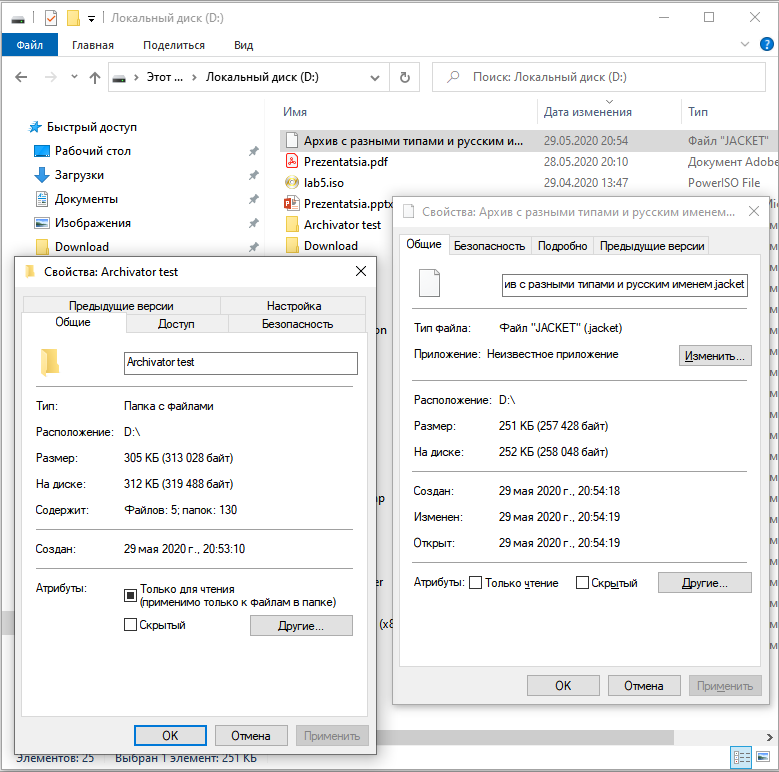 Локальный диск (D:)
Файл Главная Поделиться Вид
Этот ... Локальный диск (D:) Поиск: Локальный диск (D:)
Имя Дата изменения Тип
Быстрый доступ
Рабочий стол
Загрузки
Документы
Изображения
Download
Архив с разными типами и русским и... 29.05.2020 20:54 Файл "JACKET"
Prezentatsia.pdf 28.05.2020 20:10 Документ Adobe
lab5.iso 29.04.2020 13:47 PowerISO File
Prezentatsia.pptx
Archivator test
Download
Свойства: Archivator test
Предыдущие версии Настройка
Общие Доступ Безопасность
Archivator test
Тип: Папка с файлами
Расположение: D:\
Размер: 305 КБ (313 028 байт)
На диске: 312 КБ (319 488 байт)
Содержит: Файлов: 5; папок: 130
Создан: 29 мая 2020 г., 20:53:10
Атрибуты: Только для чтения
(применимо только к файлам в папке)
Скрытый Другие...
OK Отмена Применить
Свойства: Архив с разными типами и русским именем...
Общие Безопасность Подробно Предыдущие версии
ив с разными типами и русским именем.jacket
Тип файла: Файл "JACKET" (.jacket)
Приложение: Неизвестное приложение Изменить...
Расположение: D:\
Размер: 251 КБ (257 428 байт)
На диске: 252 КБ (258 048 байт)
Создан: 29 мая 2020 г., 20:54:18
Изменен: 29 мая 2020 г., 20:54:19
Открыт: 29 мая 2020 г., 20:54:19
Атрибуты: Только чтение Скрытый Другие...
OK Отмена Применить
Элементов: 25 Выбран 1 элемент: 251 КБ